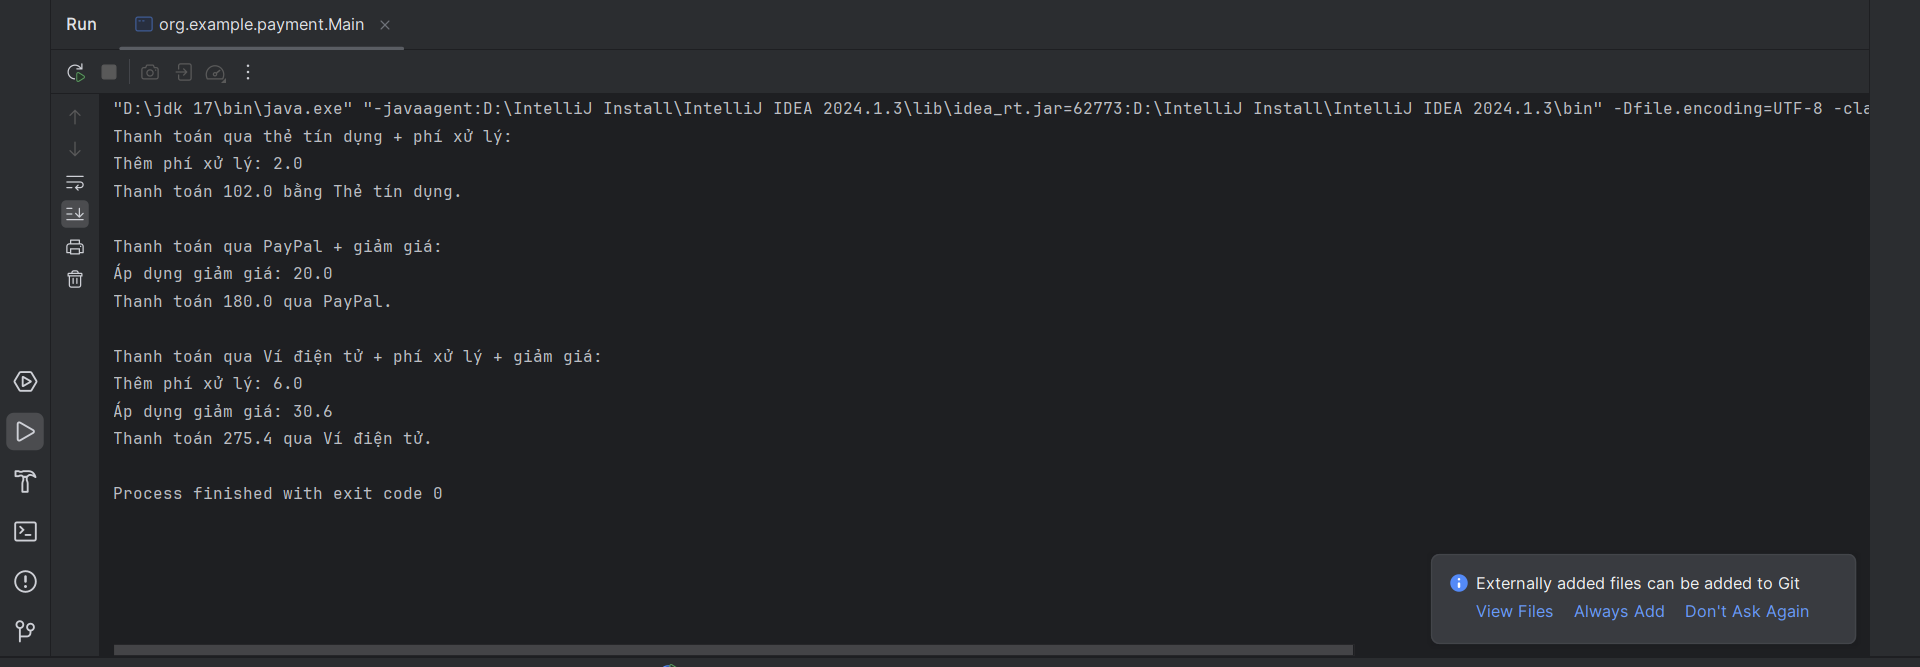 Run
org.example.payment.Main
"D:\jdk 17\bin\java.exe" "-javaagent:D:\IntelliJ Install\IntelliJ IDEA 2024.1.3\lib\idea_rt.jar=62773:D:\IntelliJ Install\IntelliJ IDEA 2024.1.3\bin" -Dfile.encoding=UTF-8 -cla
Thanh toán qua thẻ tín dụng + phí xử lý:
Thêm phí xử lý: 2.0
Thanh toán 102.0 bằng Thẻ tín dụng.
Thanh toán qua PayPal + giảm giá:
Áp dụng giảm giá: 20.0
Thanh toán 180.0 qua PayPal.
Thanh toán qua Ví điện tử + phí xử lý + giảm giá:
Thêm phí xử lý: 6.0
Áp dụng giảm giá: 30.6
Thanh toán 275.4 qua Ví điện tử.
Process finished with exit code 0
Externally added files can be added to Git
View Files Always Add Don't Ask Again